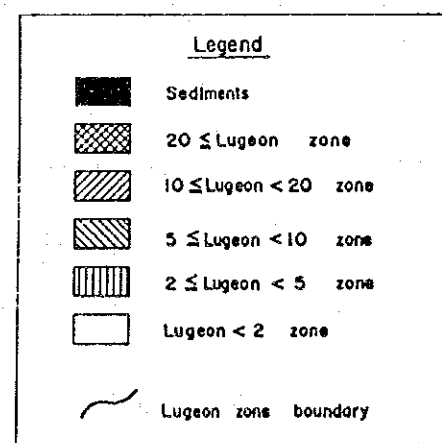 Legend
Sediments
20 ≤ Lugeon zone
10 ≤ Lugeon < 20 zone
5 ≤ Lugeon < 10 zone
2 ≤ Lugeon < 5 zone
Lugeon < 2 zone
Lugeon zone boundary